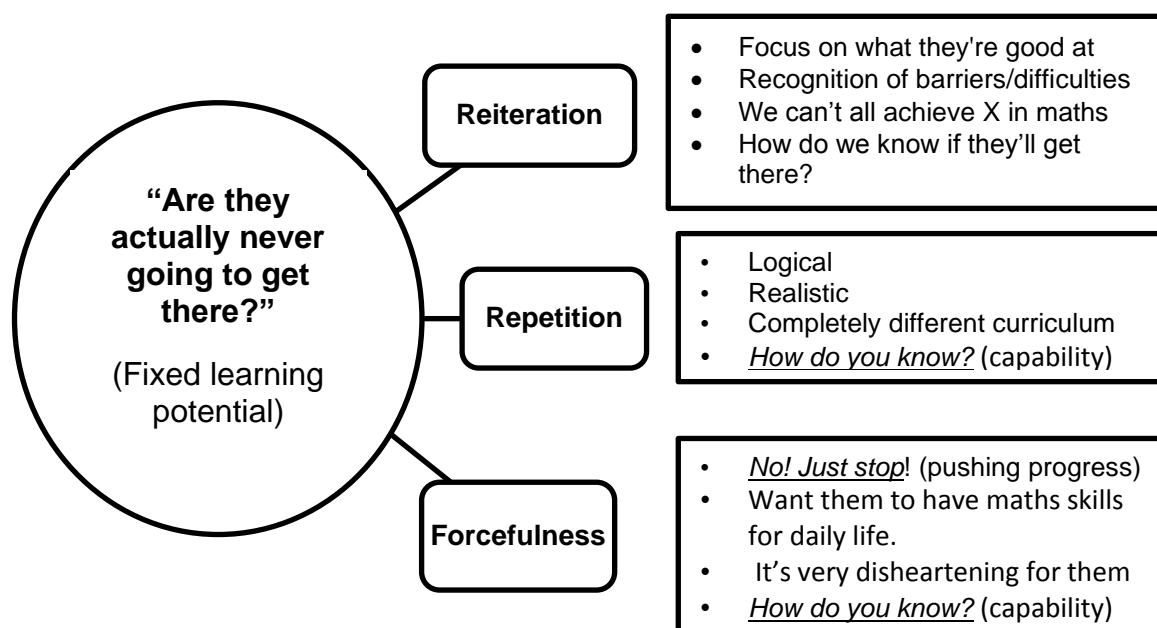 “Are they
actually never
going to get
there?”
(Fixed learning
potential)
Reiteration
• Focus on what they're good at
• Recognition of barriers/difficulties
• We can’t all achieve X in maths
• How do we know if they’ll get
there?
Repetition
• Logical
• Realistic
• Completely different curriculum
• How do you know? (capability)
Forcefulness
• No! Just stop! (pushing progress)
• Want them to have maths skills
for daily life.
• It’s very disheartening for them
• How do you know? (capability)